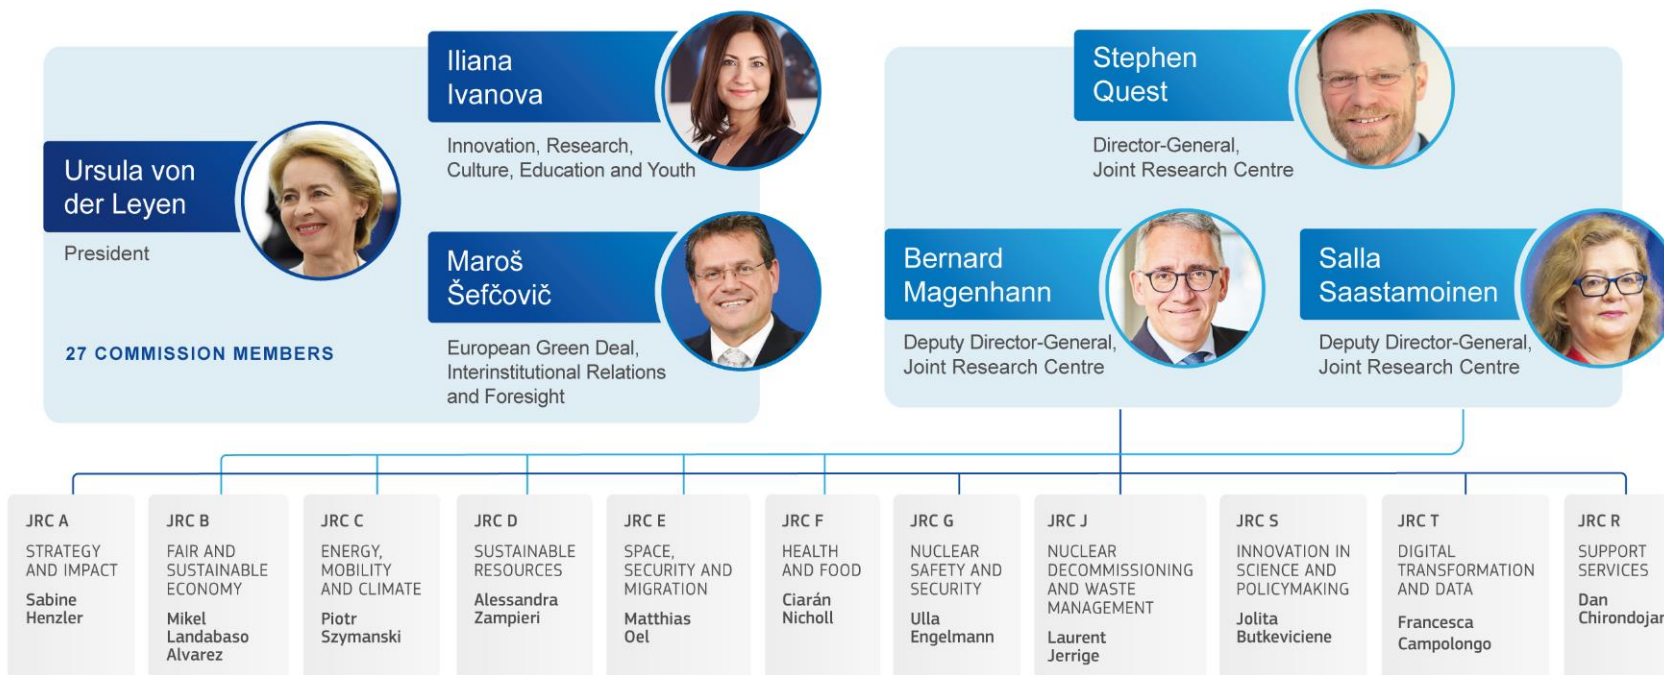 Iliana
Ivanova
Innovation, Research,
Culture, Education and Youth
Ursula von
der Leyen
President
Maroš
Šefčovič
European Green Deal,
Interinstitutional Relations
and Foresight
27 COMMISSION MEMBERS
Stephen
Quest
Director-General,
Joint Research Centre
Bernard
Magenhann
Deputy Director-General,
Joint Research Centre
Salla
Saastamoinen
Deputy Director-General,
Joint Research Centre
JRC A
STRATEGY
AND IMPACT
Sabine
Henzler
JRC B
FAIR AND
SUSTAINABLE
ECONOMY
Mikel
Landabaso
Alvarez
JRC C
ENERGY,
MOBILITY
AND CLIMATE
Piotr
Szymanski
JRC D
SUSTAINABLE
RESOURCES
Alessandra
Zampieri
JRC E
SPACE,
SECURITY AND
MIGRATION
Matthias
Oel
JRC F
HEALTH
AND FOOD
Ciarán
Nicholl
JRC G
NUCLEAR
SAFETY AND
SECURITY
Ulla
Engelmann
JRC J
NUCLEAR
DECOMMISSIONING
AND WASTE
MANAGEMENT
Laurent
Jerrige
JRC S
INNOVATION IN
SCIENCE AND
POLICYMAKING
Jolita
Butkeviciene
JRC T
DIGITAL
TRANSFORMATION
AND DATA
Francesca
Campolongo
JRC R
SUPPORT
SERVICES
Dan
Chirondojan